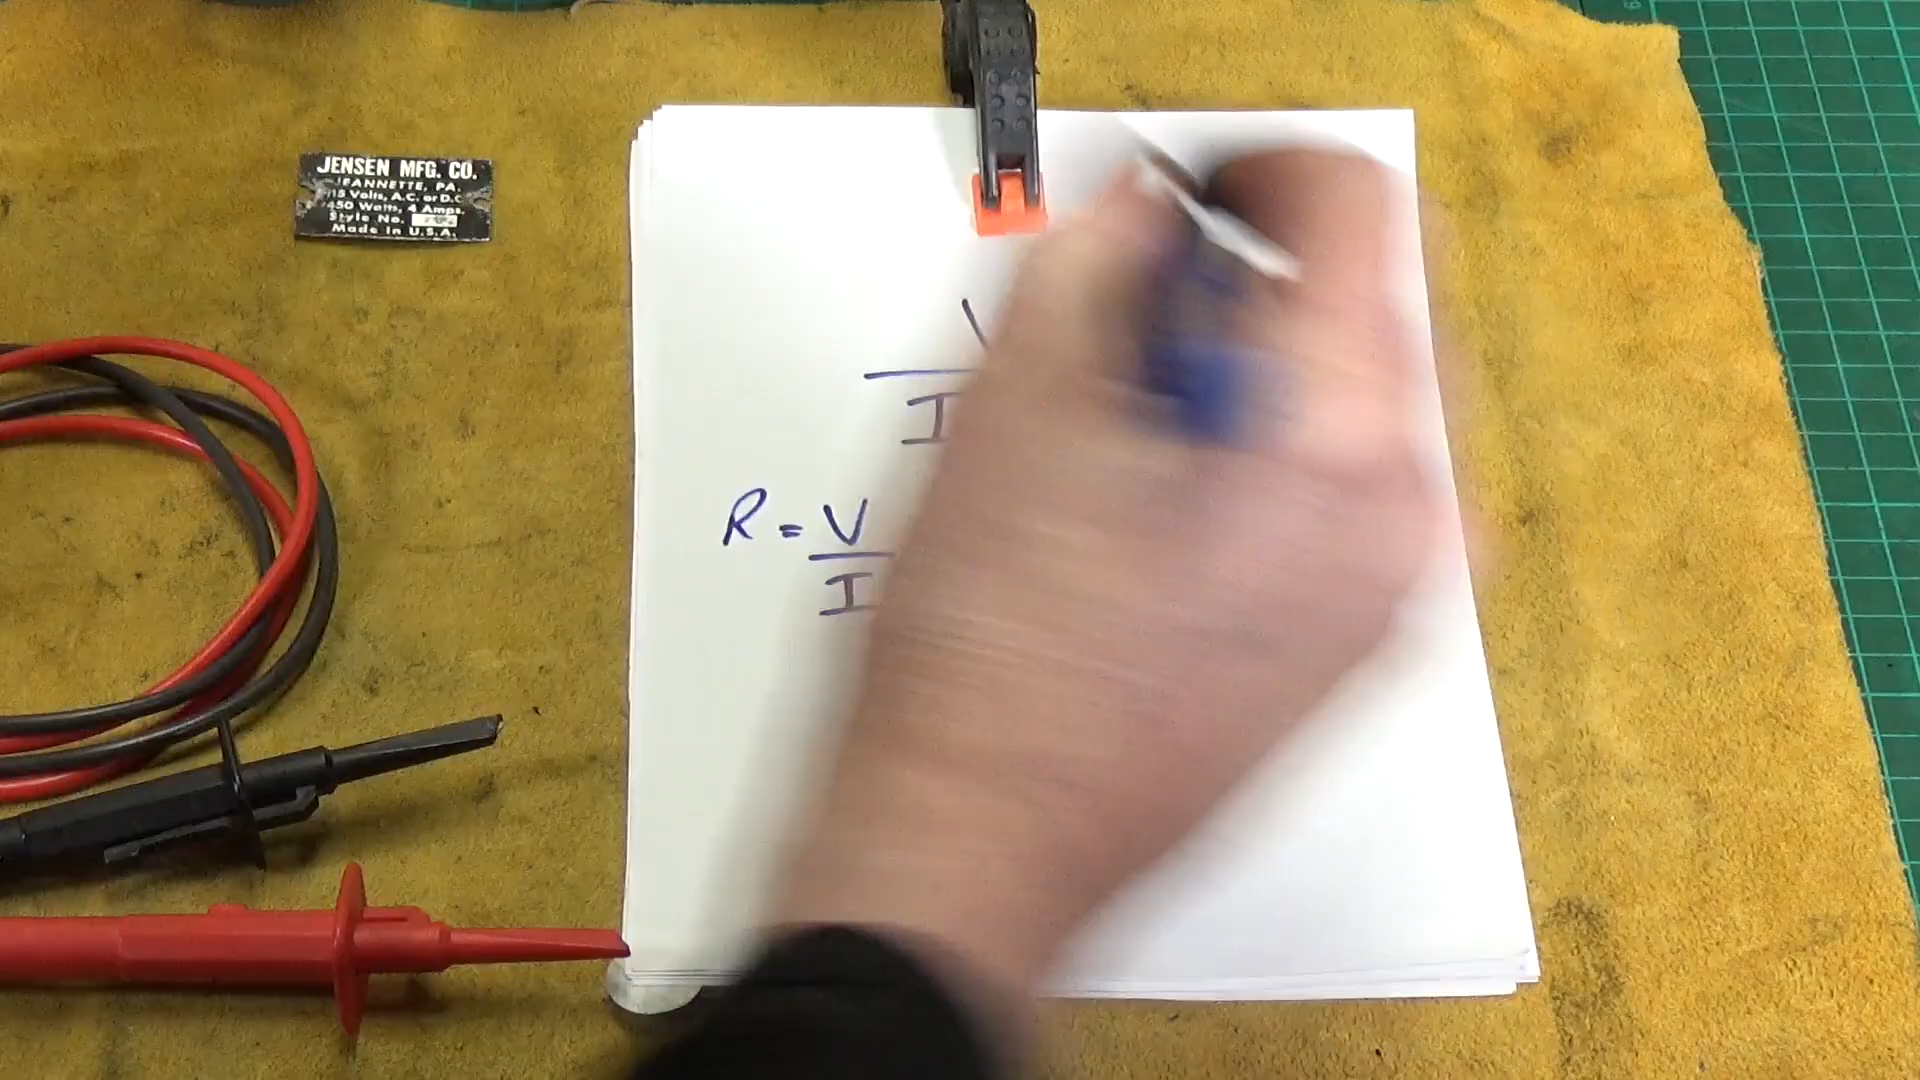 JENSEN MFG. CO.
JEANNETTE, PA.
115 Volts, A.C. or D.C
450 Watts, 4 Amps.
Style No.
Made in U.S.A.
V
I
R = V
I